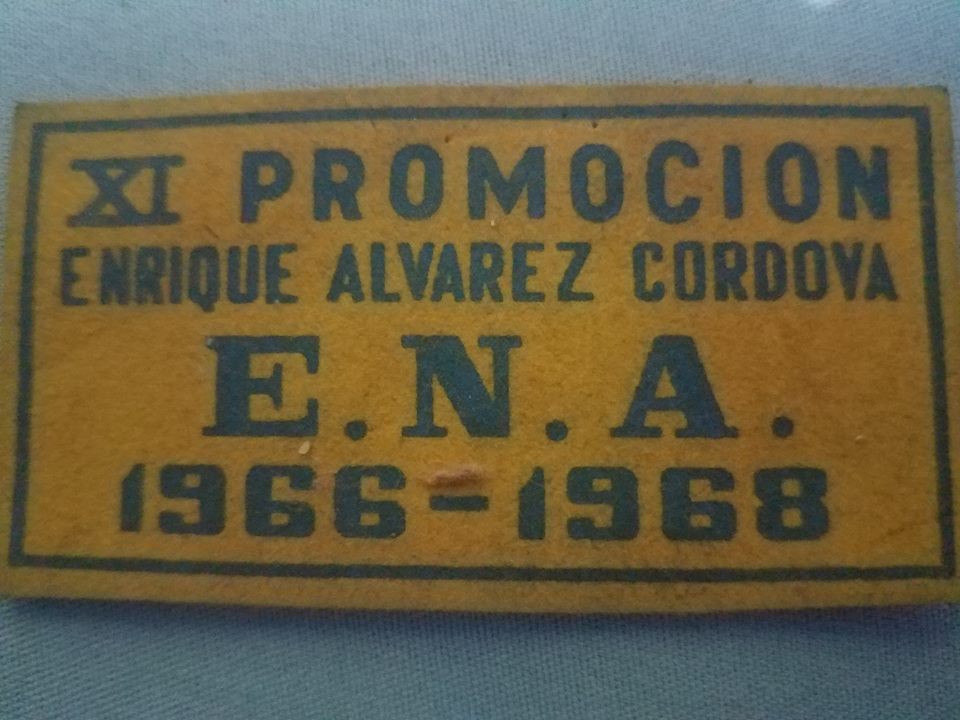 XI PROMOCION
ENRIQUE ALVAREZ CORDOVA
E.N.A.
1966-1968